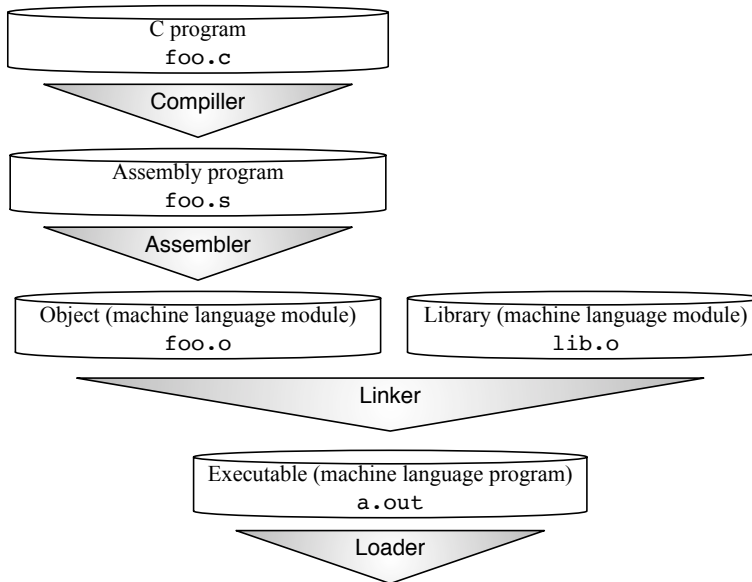 C program
foo.c
Compiller
Assembly program
foo.s
Assembler
Object (machine language module)
foo.o
Library (machine language module)
lib.o
Linker
Executable (machine language program)
a.out
Loader